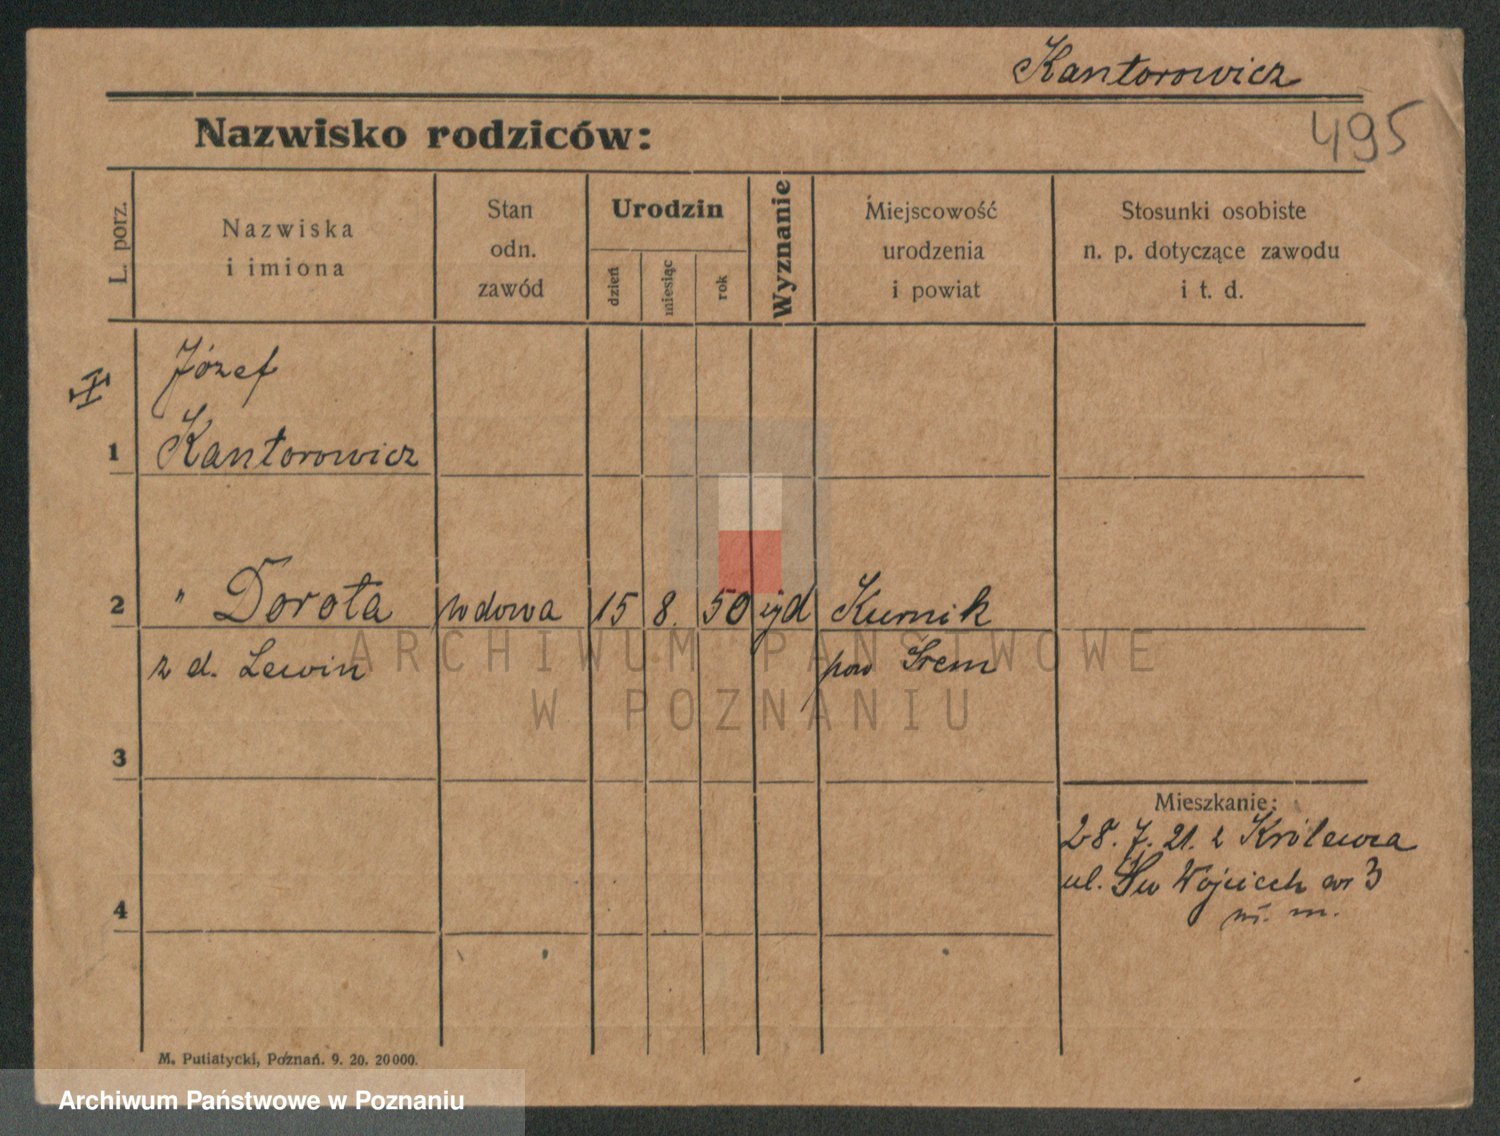 Kantorowicz
495
Nazwisko rodziców:
L. porz.
Nazwiska
i imiona
Stan
odn.
zawód
Urodzin
dzień
miesiąc
rok
Wyznanie
Miejscowość
urodzenia
i powiat
Stosunki osobiste
n. p. dotyczące zawodu
i t. d.
Józef
1 Kantorowicz
2 " Dorota wdowa 15 8. 50 żyd Kurnik
z d. Lewin pow Śrem
ARCHIWUM PAŃSTWOWE
W POZNANIU
3
Mieszkanie:
28. 7. 21. z Królewca
ul. Św Wojciech nr 3
4
M. Putiatycki, Poznań. 9. 20. 20000.
Archiwum Państwowe w Poznaniu